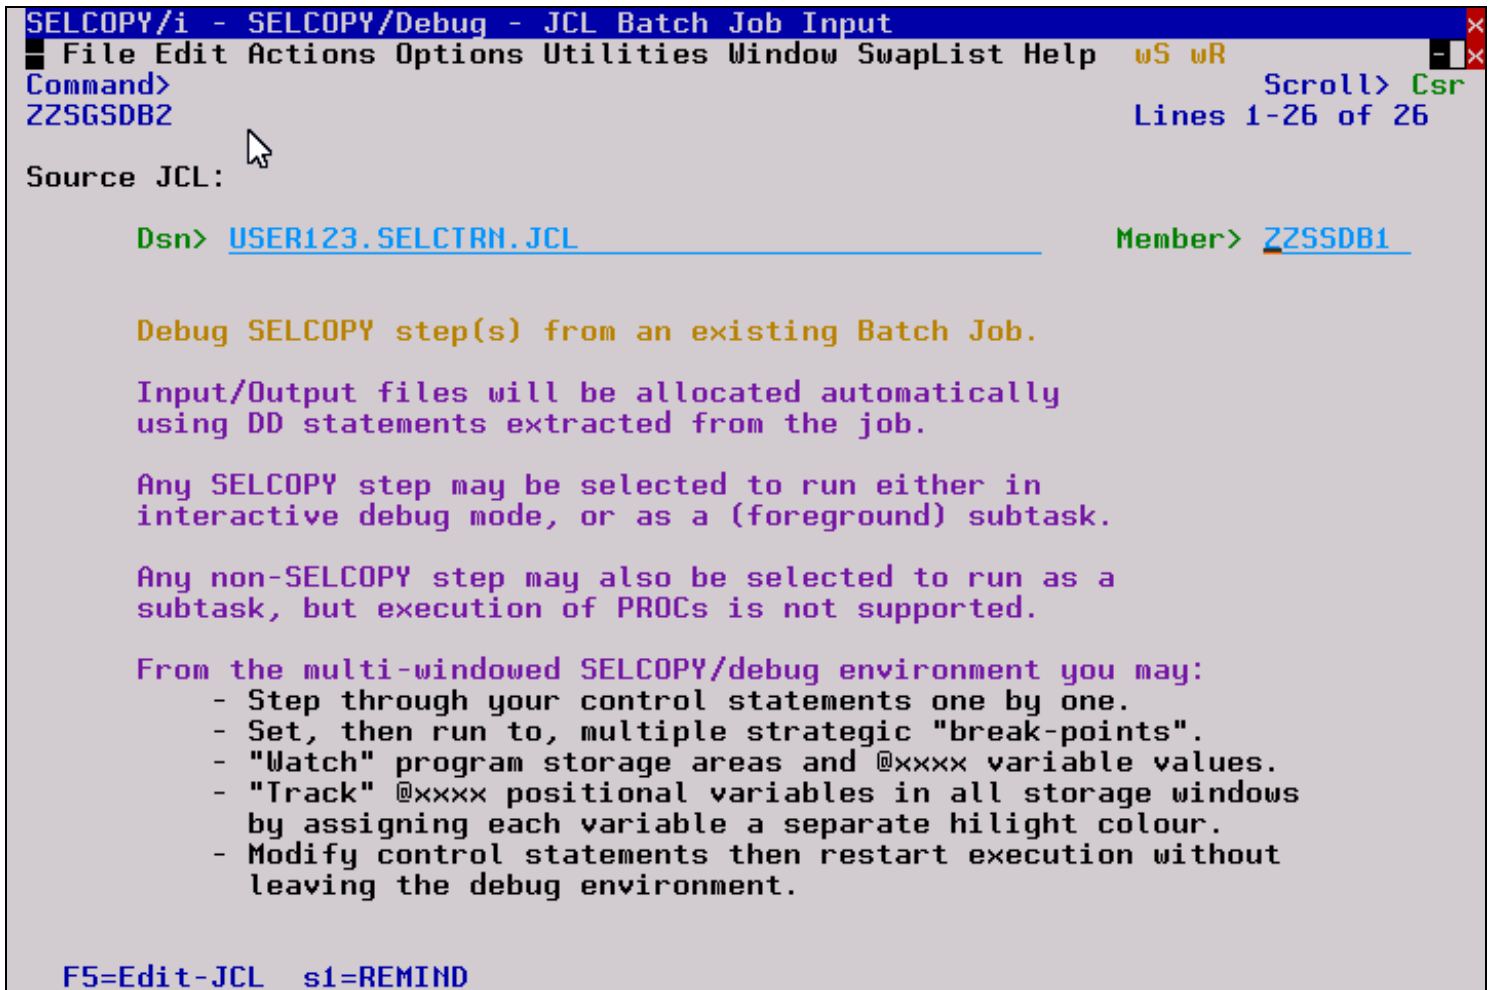 SELCOPY/i - SELCOPY/Debug - JCL Batch Job Input ×
File Edit Actions Options Utilities Window SwapList Help wS wR - ×
Command> Scroll> Csr
ZZSGSDB2 Lines 1-26 of 26
Source JCL:
Dsn> USER123.SELCTRN.JCL Member> ZZSSDB1
Debug SELCOPY step(s) from an existing Batch Job.
Input/Output files will be allocated automatically
using DD statements extracted from the job.
Any SELCOPY step may be selected to run either in
interactive debug mode, or as a (foreground) subtask.
Any non-SELCOPY step may also be selected to run as a
subtask, but execution of PROCs is not supported.
From the multi-windowed SELCOPY/debug environment you may:
- Step through your control statements one by one.
- Set, then run to, multiple strategic "break-points".
- "Watch" program storage areas and @xxxx variable values.
- "Track" @xxxx positional variables in all storage windows
by assigning each variable a separate hilight colour.
- Modify control statements then restart execution without
leaving the debug environment.
F5=Edit-JCL s1=REMIND